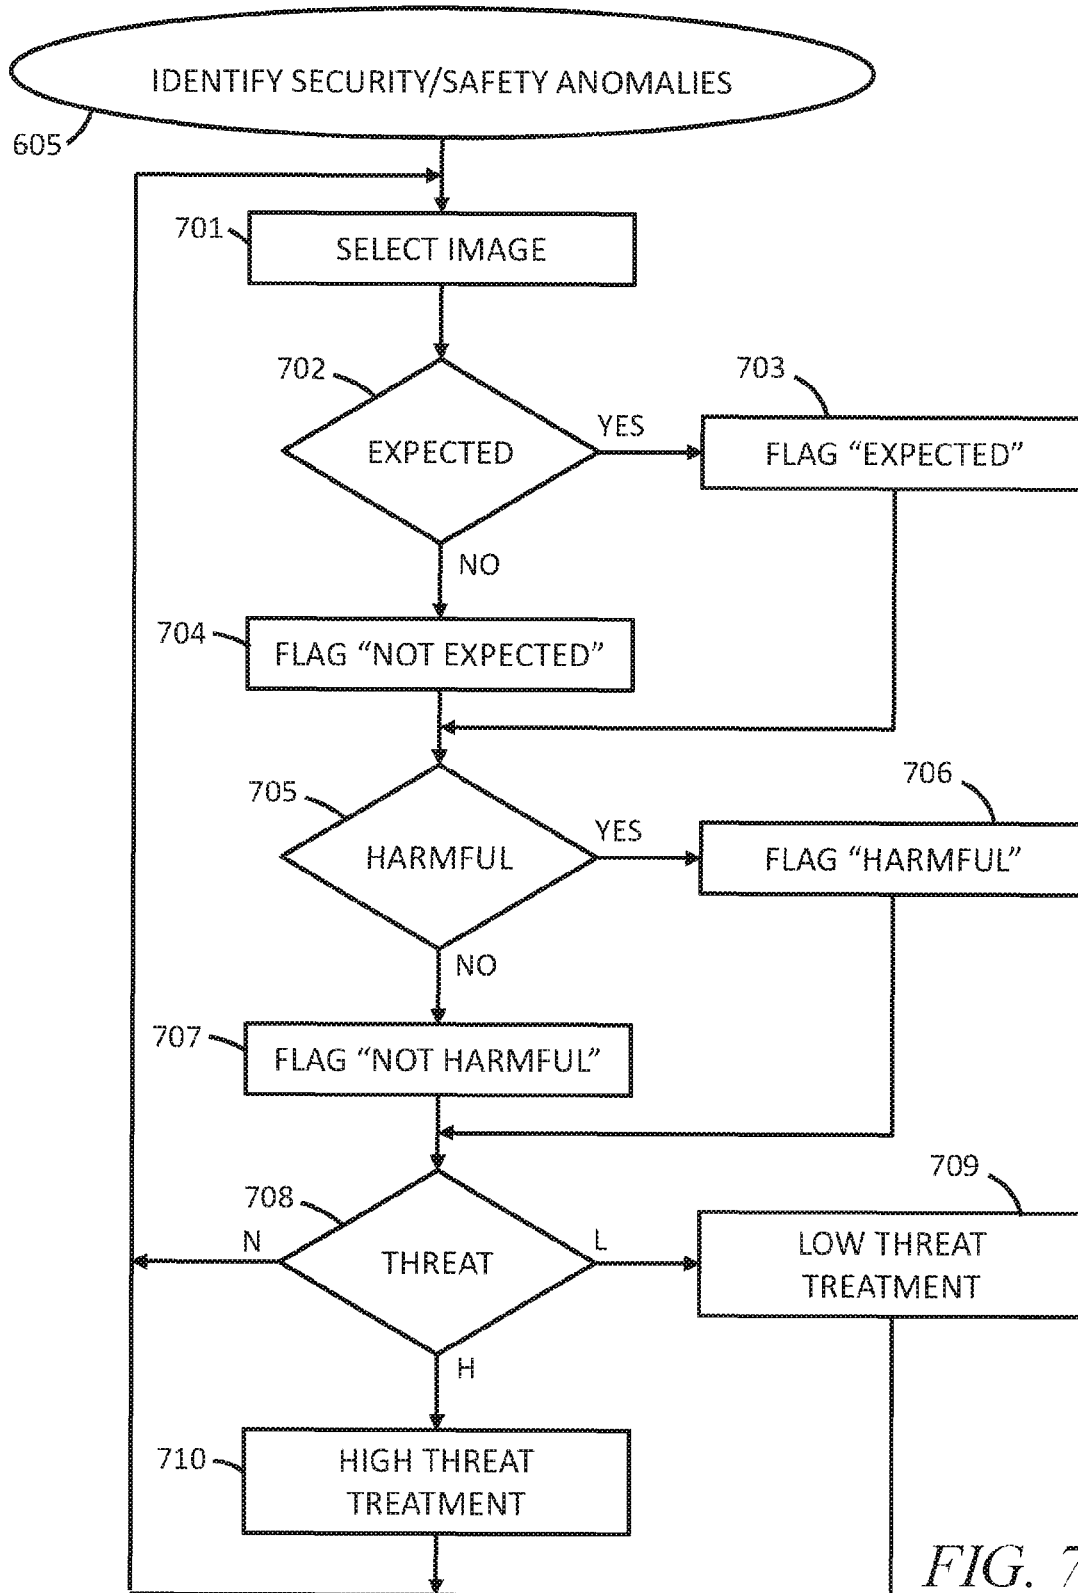 IDENTIFY SECURITY/SAFETY ANOMALIES
605
701
SELECT IMAGE
702
703
EXPECTED
YES
FLAG “EXPECTED”
NO
704
FLAG “NOT EXPECTED”
705
706
HARMFUL
YES
FLAG “HARMFUL”
NO
707
FLAG “NOT HARMFUL”
708
709
N
THREAT
L
LOW THREAT
TREATMENT
H
710
HIGH THREAT
TREATMENT
FIG. 7